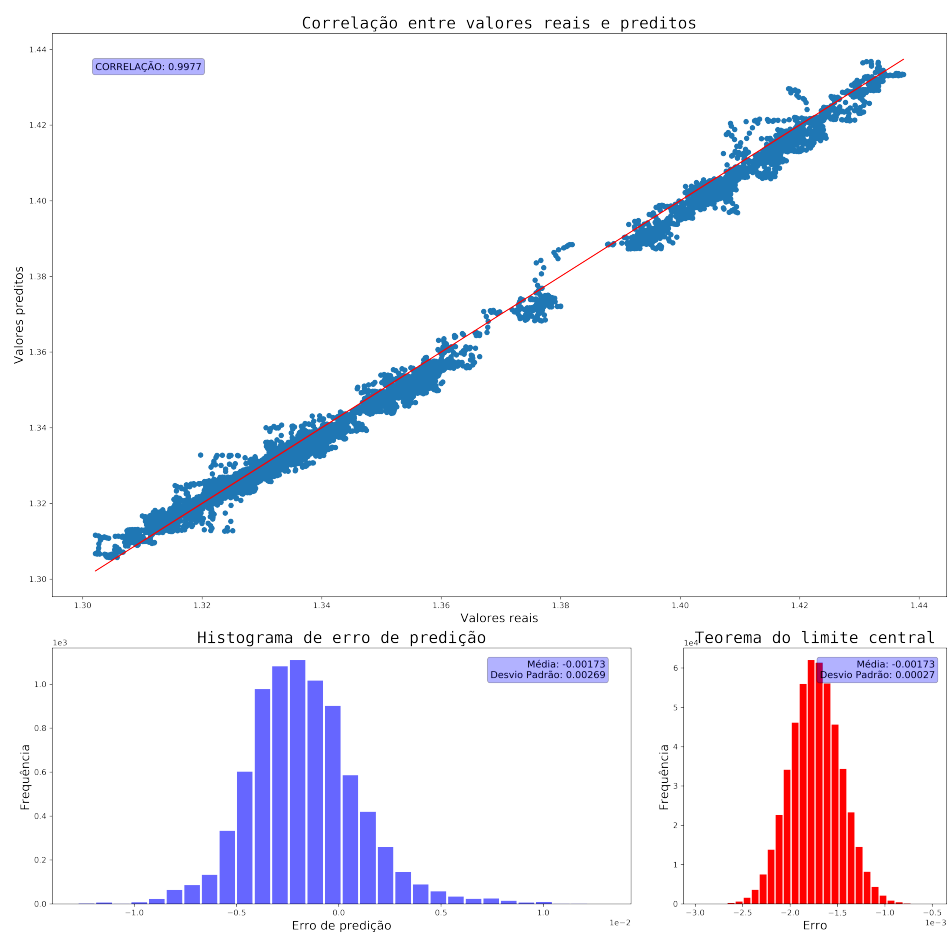 Correlação entre valores reais e preditos
CORRELAÇÃO: 0.9977
1.44
1.42
1.40
1.38
1.36
1.34
1.32
1.30
Valores preditos
1.30 1.32 1.34 1.36 1.38 1.40 1.42 1.44
Valores reais
Histograma de erro de predição
1e3
Média: -0.00173
Desvio Padrão: 0.00269
1.0
0.8
0.6
0.4
0.2
0.0
Frequência
−1.0 −0.5 0.0 0.5 1.0
1e−2
Erro de predição
Teorema do limite central
1e4
Média: -0.00173
Desvio Padrão: 0.00027
6
5
4
3
2
1
0
Frequência
−3.0 −2.5 −2.0 −1.5 −1.0 −0.5
1e−3
Erro